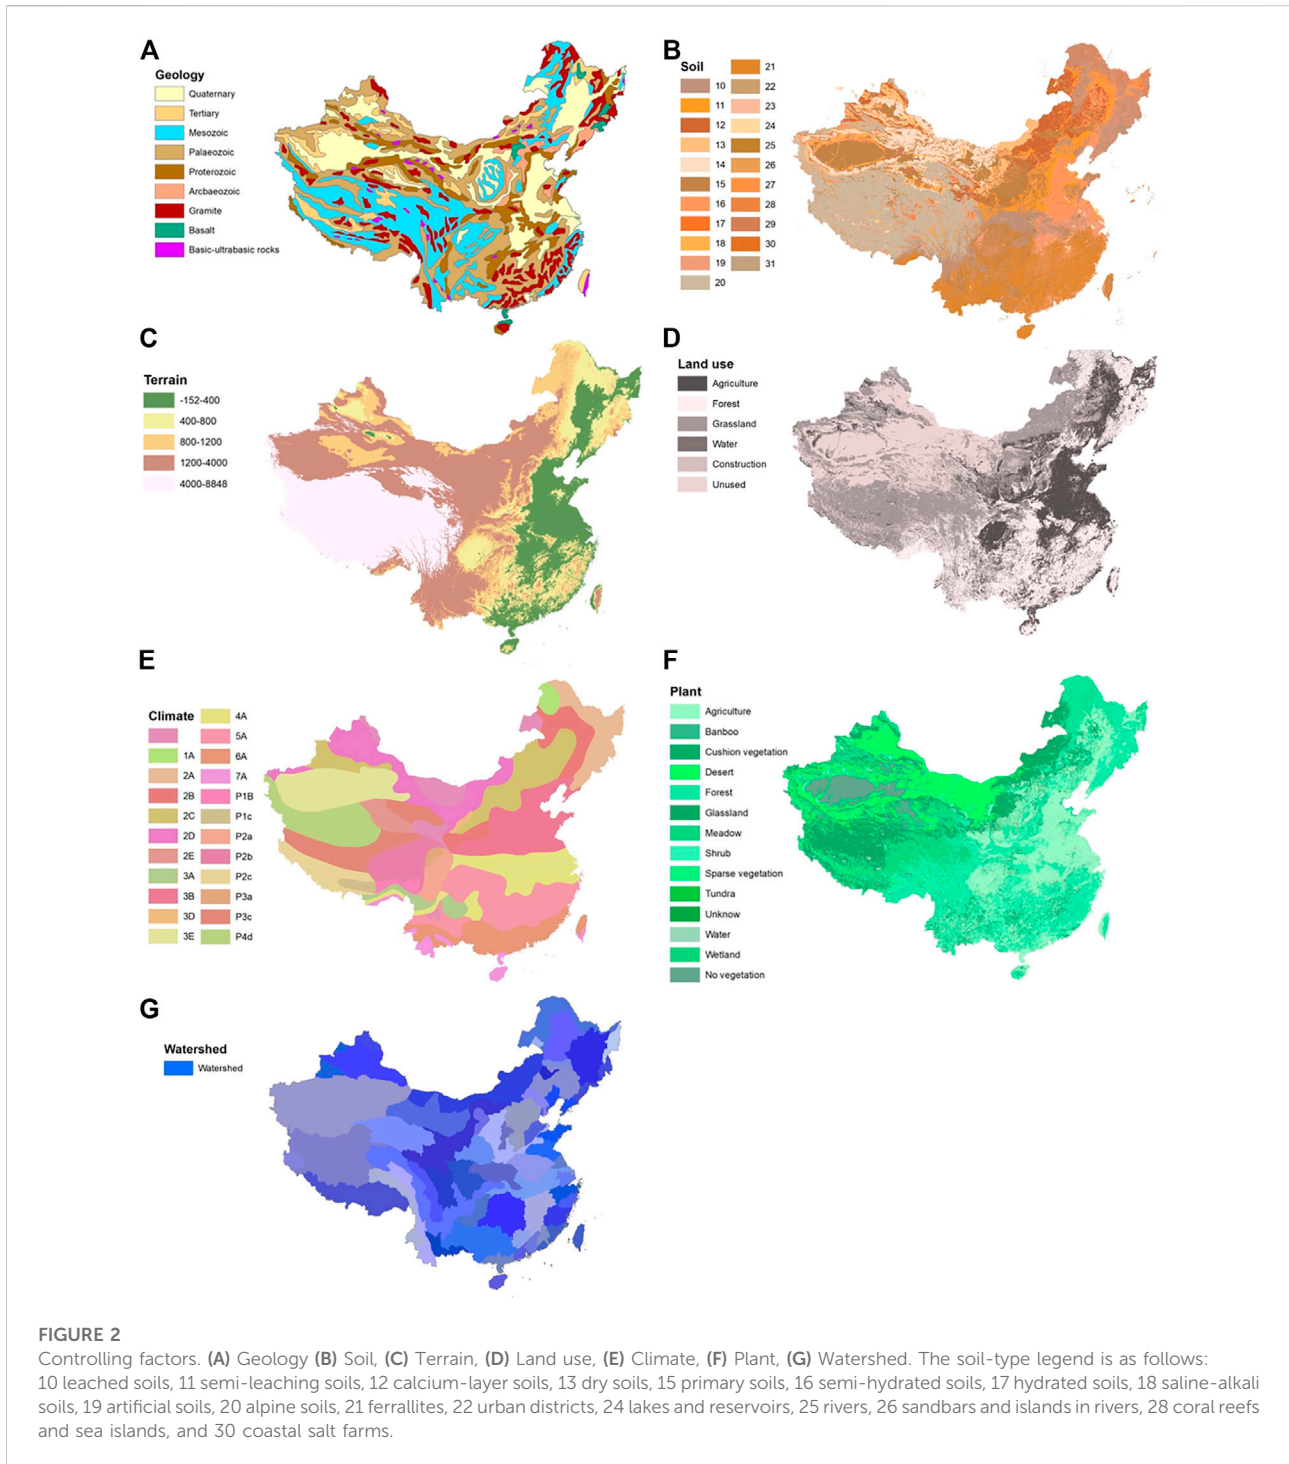 A
Geology
Quaternary
Tertiary
Mesozoic
Palaeozoic
Proterozoic
Arcbaeozoic
Gramite
Basalt
Basic-ultrabasic rocks
B
Soil
10
11
12
13
14
15
16
17
18
19
20
21
22
23
24
25
26
27
28
29
30
31
C
Terrain
-152-400
400-800
800-1200
1200-4000
4000-8848
D
Land use
Agriculture
Forest
Grassland
Water
Construction
Unused
E
Climate
1A
2A
2B
2C
2D
2E
3A
3B
3D
3E
4A
5A
6A
7A
P1B
P1c
P2a
P2b
P2c
P3a
P3c
P4d
F
Plant
Agriculture
Banboo
Cushion vegetation
Desert
Forest
Glassland
Meadow
Shrub
Sparse vegetation
Tundra
Unknow
Water
Wetland
No vegetation
G
Watershed
Watershed
FIGURE 2
Controlling factors. (A) Geology (B) Soil, (C) Terrain, (D) Land use, (E) Climate, (F) Plant, (G) Watershed. The soil-type legend is as follows:
10 leached soils, 11 semi-leaching soils, 12 calcium-layer soils, 13 dry soils, 15 primary soils, 16 semi-hydrated soils, 17 hydrated soils, 18 saline-alkali
soils, 19 artificial soils, 20 alpine soils, 21 ferrallites, 22 urban districts, 24 lakes and reservoirs, 25 rivers, 26 sandbars and islands in rivers, 28 coral reefs
and sea islands, and 30 coastal salt farms.